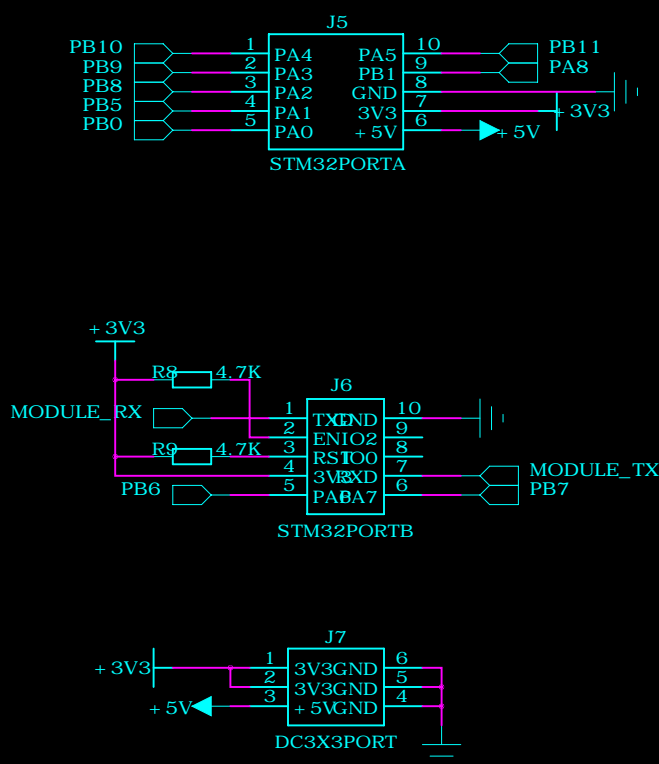 J5
PB10 1 PA4 PA5 10 PB11
PB9 2 PA3 PB1 9 PA8
PB8 3 PA2 GND 8
PB5 4 PA1 3V3 7 +3V3
PB0 5 PA0 +5V 6 +5V
STM32PORTA
+3V3
R8 4.7K
J6
MODULE_RX 1 TXD GND 10
2 EN IO2 9
R9 4.7K 3 RST IO0 8
4 3V3 RXD 7 MODULE_TX
PB6 5 PA6 PA7 6 PB7
STM32PORTB
J7
+3V3 1 3V3 GND 6
2 3V3 GND 5
+5V 3 +5V GND 4
DC3X3PORT